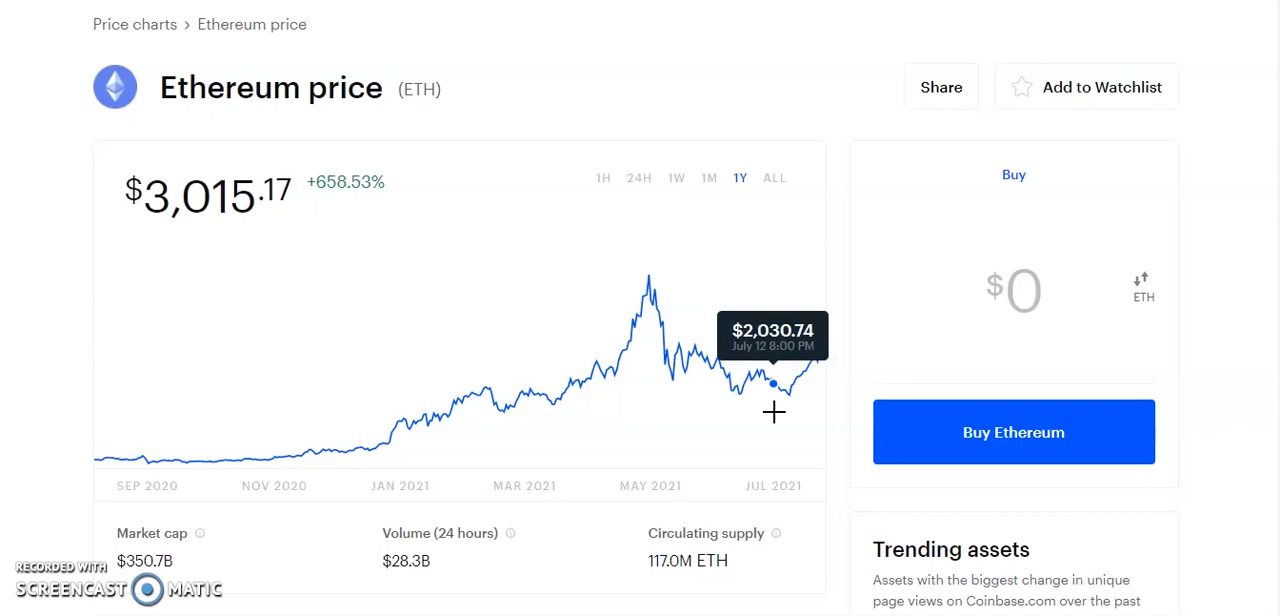 Price charts › Ethereum price
Ethereum price (ETH)
Share
Add to Watchlist
$3,015.17 +658.53%
1H 24H 1W 1M 1Y ALL
$2,030.74
July 12 8:00 PM
SEP 2020 NOV 2020 JAN 2021 MAR 2021 MAY 2021 JUL 2021
Market cap
$350.7B
Volume (24 hours)
$28.3B
Circulating supply
117.0M ETH
Buy
$0
ETH
Buy Ethereum
Trending assets
Assets with the biggest change in unique
page views on Coinbase.com over the past
RECORDED WITH
SCREENCAST MATIC